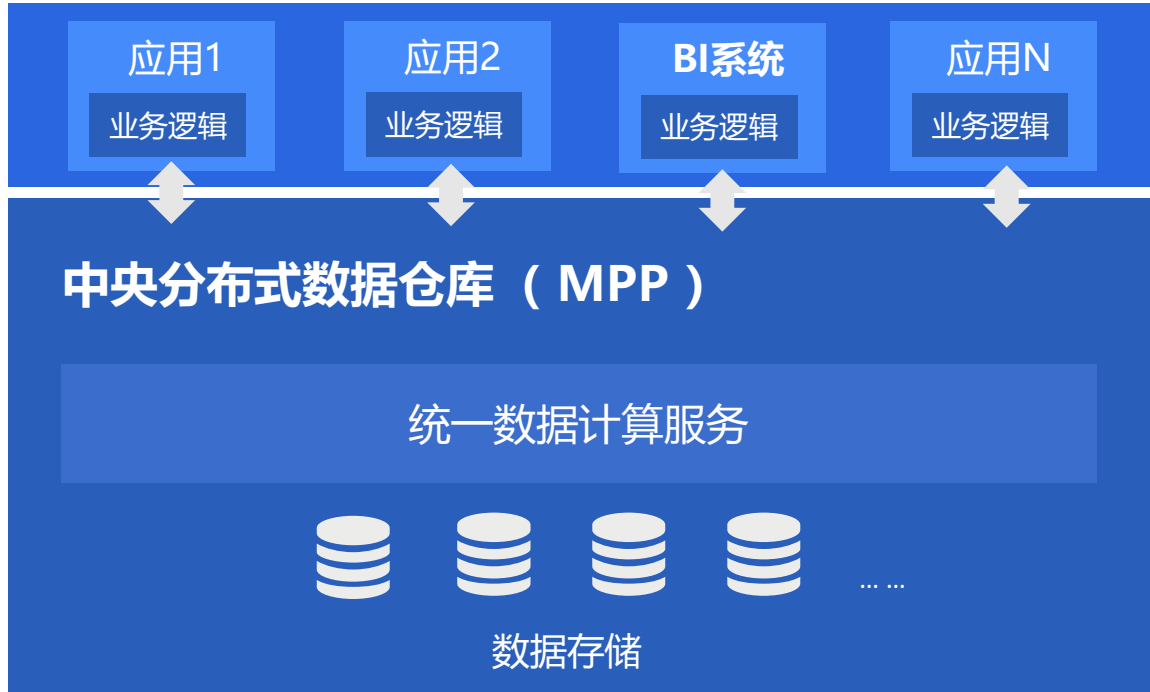 应用1
应用2
BI系统
应用N
业务逻辑
业务逻辑
业务逻辑
业务逻辑
中央分布式数据仓库（MPP）
统一数据计算服务
... ...
数据存储